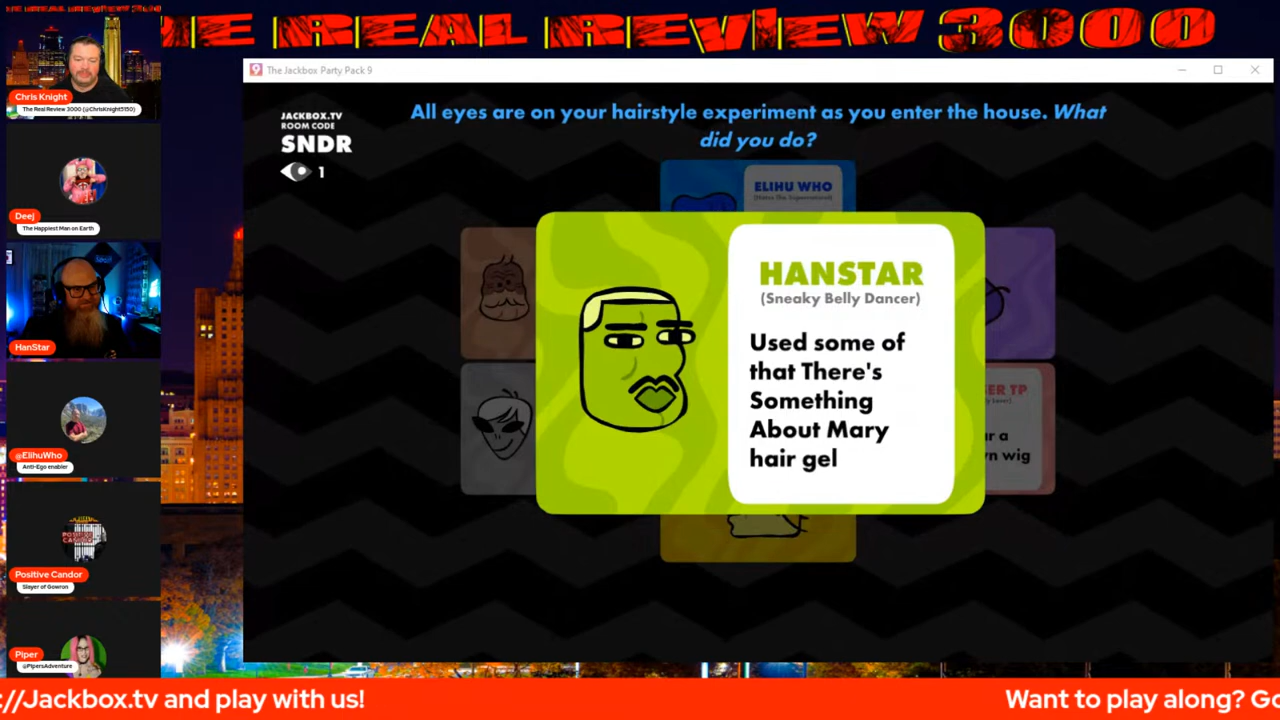 THE REAL REVIEW 3000
The Jackbox Party Pack 9
Chris Knight
The Real Review 3000 (@ChrisKnight5150)
Deej
The Happiest Man on Earth
HanStar
@ElihuWho
Anti-Ego enabler
Positive Candor
Slayer of Gowron
Piper
@PipersAdventure
JACKBOX.TV
ROOM CODE
SNDR
1
All eyes are on your hairstyle experiment as you enter the house. What
did you do?
ELIHU WHO
HANSTAR
(Sneaky Belly Dancer)
Used some of
that There's
Something
About Mary
hair gel
ER TP
r a
n wig
://Jackbox.tv and play with us!
Want to play along? Go